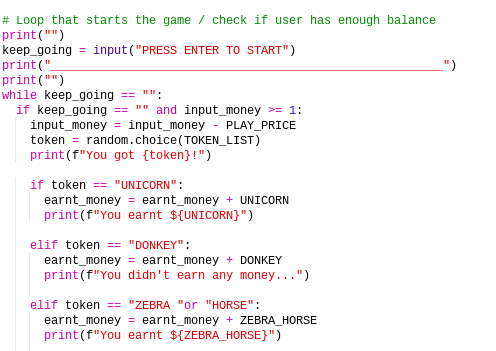 # Loop that starts the game / check if user has enough balance
print("")
keep_going = input("PRESS ENTER TO START")
print("________________________________________________________")
print("")
while keep_going == "":
  if keep_going == "" and input_money >= 1:
    input_money = input_money - PLAY_PRICE
    token = random.choice(TOKEN_LIST)
    print(f"You got {token}!")

    if token == "UNICORN":
      earnt_money = earnt_money + UNICORN
      print(f"You earnt ${UNICORN}")

    elif token == "DONKEY":
      earnt_money = earnt_money + DONKEY
      print(f"You didn't earn any money...")

    elif token == "ZEBRA "or "HORSE":
      earnt_money = earnt_money + ZEBRA_HORSE
      print(f"You earnt ${ZEBRA_HORSE}")